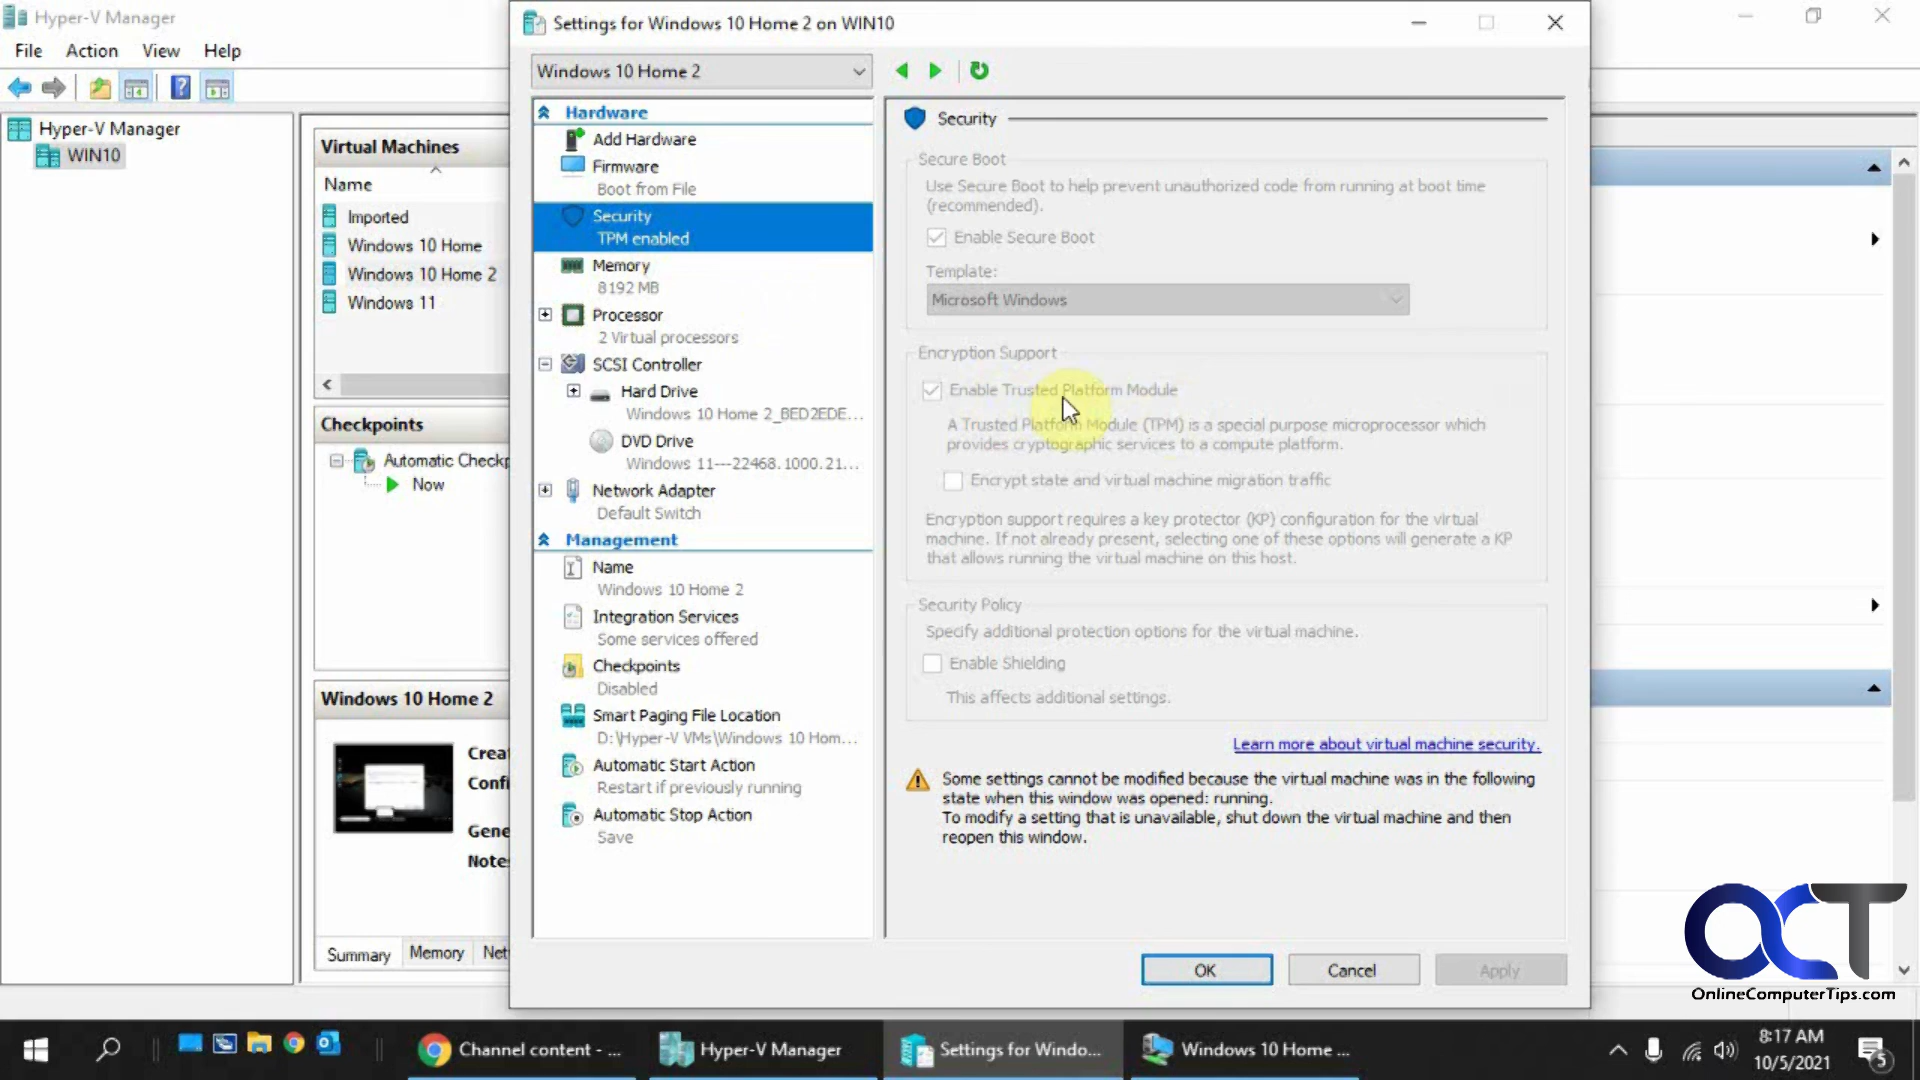 Hyper-V Manager
File Action View Help
Hyper-V Manager
WIN10
Virtual Machines
Name
Imported
Windows 10 Home
Windows 10 Home 2
Windows 11
Checkpoints
Automatic Checkp
Now
Windows 10 Home 2
Creat
Confi
Gene
Notes
Summary Memory Net
Settings for Windows 10 Home 2 on WIN10
Windows 10 Home 2
Hardware
Add Hardware
Firmware
Boot from File
Security
TPM enabled
Memory
8192 MB
Processor
2 Virtual processors
SCSI Controller
Hard Drive
Windows 10 Home 2_BED2EDE...
DVD Drive
Windows 11---22468.1000.21...
Network Adapter
Default Switch
Management
Name
Windows 10 Home 2
Integration Services
Some services offered
Checkpoints
Disabled
Smart Paging File Location
D:\Hyper-V VMs\Windows 10 Hom...
Automatic Start Action
Restart if previously running
Automatic Stop Action
Save
Security
Secure Boot
Use Secure Boot to help prevent unauthorized code from running at boot time
(recommended).
Enable Secure Boot
Template:
Microsoft Windows
Encryption Support
Enable Trusted Platform Module
A Trusted Platform Module (TPM) is a special purpose microprocessor which
provides cryptographic services to a compute platform.
Encrypt state and virtual machine migration traffic
Encryption support requires a key protector (KP) configuration for the virtual
machine. If not already present, selecting one of these options will generate a KP
that allows running the virtual machine on this host.
Security Policy
Specify additional protection options for the virtual machine.
Enable Shielding
This affects additional settings.
Learn more about virtual machine security.
Some settings cannot be modified because the virtual machine was in the following
state when this window was opened: running.
To modify a setting that is unavailable, shut down the virtual machine and then
reopen this window.
OK Cancel Apply
OCT
OnlineComputerTips.com
Channel content - ... Hyper-V Manager Settings for Windo... Windows 10 Home ...
8:17 AM
10/5/2021
5